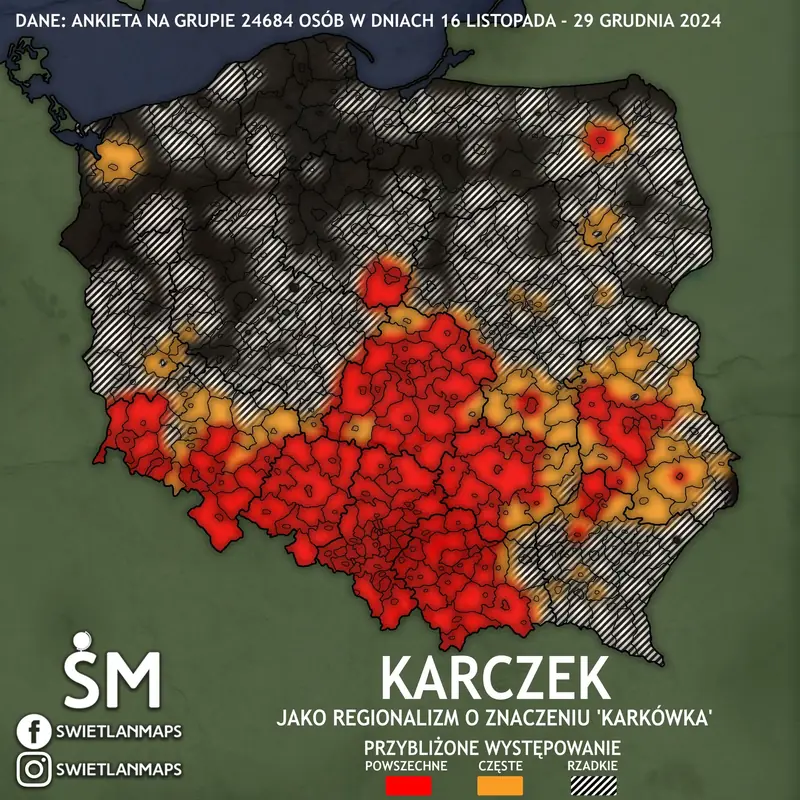 DANE: ANKIETA NA GRUPIE 24684 OSÓB W DNIACH 16 LISTOPADA - 29 GRUDNIA 2024
ŚM
SWIETLANMAPS
SWIETLANMAPS
KARCZEK
JAKO REGIONALIZM O ZNACZENIU 'KARKÓWKA'
PRZYBLIŻONE WYSTĘPOWANIE
POWSZECHNE CZĘSTE RZADKIE